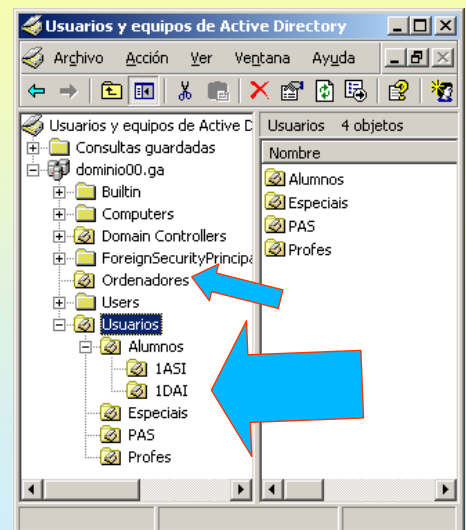 Usuarios y equipos de Active Directory
Archivo Acción Ver Ventana Ayuda
Usuarios y equipos de Active D
Consultas guardadas
dominio00.ga
Builtin
Computers
Domain Controllers
ForeignSecurityPrincipa
Ordenadores
Users
Usuarios
Alumnos
1ASI
1DAI
Especiais
PAS
Profes
Usuarios 4 objetos
Nombre
Alumnos
Especiais
PAS
Profes